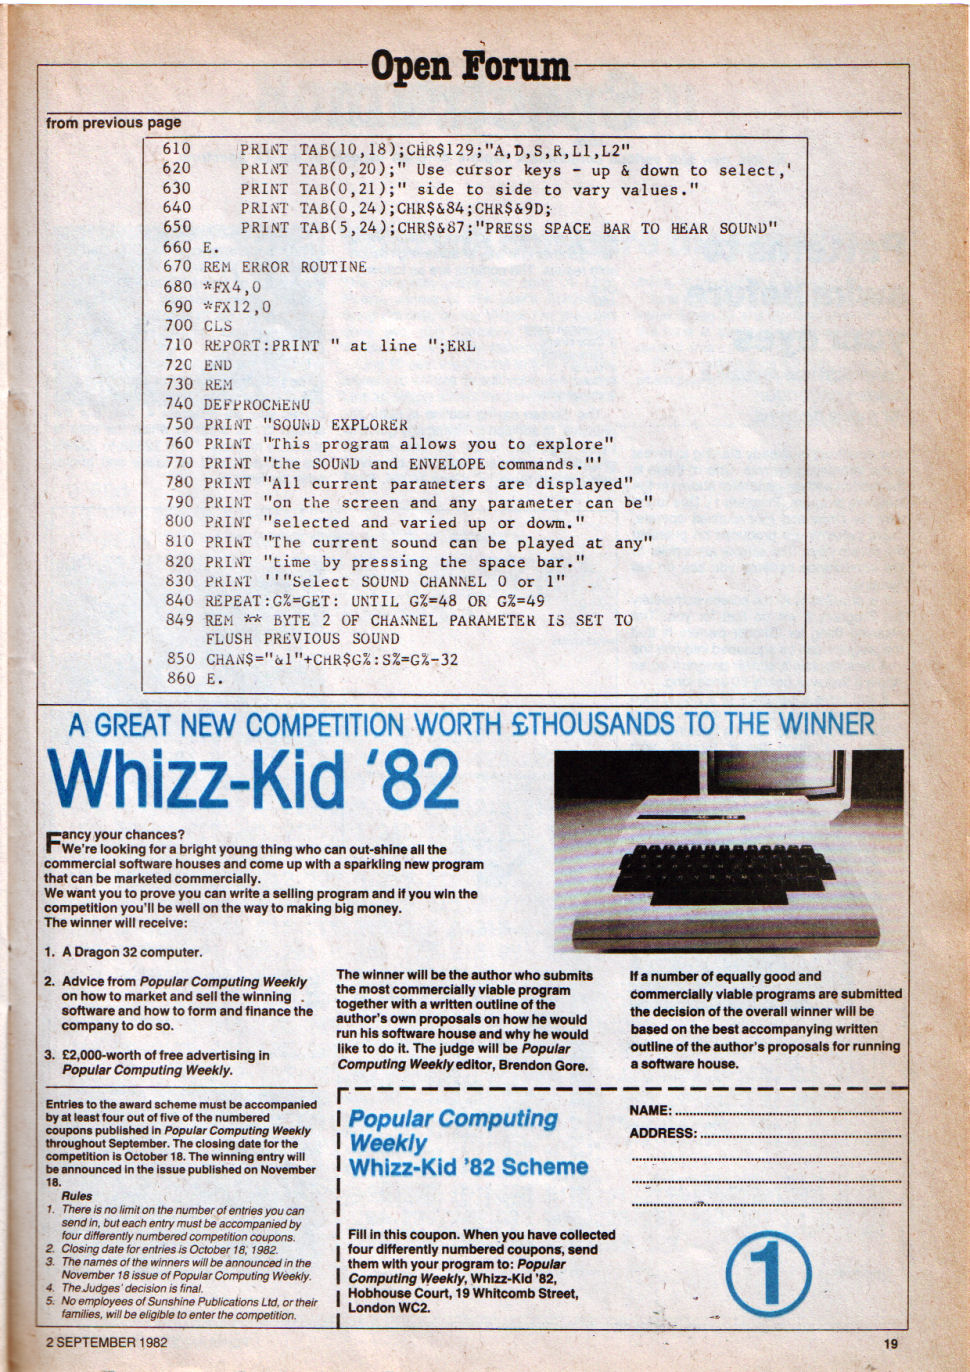 Open Forum
from previous page
610 PRINT TAB(10,18);CHR$129;"A,D,S,R,L1,L2"
620 PRINT TAB(0,20);" Use cursor keys - up & down to select,'
630 PRINT TAB(0,21);" side to side to vary values."
640 PRINT TAB(0,24);CHR$&84;CHR$&9D;
650 PRINT TAB(5,24);CHR$&87;"PRESS SPACE BAR TO HEAR SOUND"
660 E.
670 REM ERROR ROUTINE
680 *FX4,0
690 *FX12,0
700 CLS
710 REPORT:PRINT " at line ";ERL
720 END
730 REM
740 DEFPROCMENU
750 PRINT "SOUND EXPLORER
760 PRINT "This program allows you to explore"
770 PRINT "the SOUND and ENVELOPE commands."'
780 PRINT "All current parameters are displayed"
790 PRINT "on the screen and any parameter can be"
800 PRINT "selected and varied up or down."
810 PRINT "The current sound can be played at any"
820 PRINT "time by pressing the space bar."
830 PRINT ''"Select SOUND CHANNEL 0 or 1"
840 REPEAT:G%=GET: UNTIL G%=48 OR G%=49
849 REM ** BYTE 2 OF CHANNEL PARAMETER IS SET TO
FLUSH PREVIOUS SOUND
850 CHAN$="&1"+CHR$G%:S%=G%-32
860 E.
A GREAT NEW COMPETITION WORTH £THOUSANDS TO THE WINNER
Whizz-Kid '82
Fancy your chances?
We're looking for a bright young thing who can out-shine all the
commercial software houses and come up with a sparkling new program
that can be marketed commercially.
We want you to prove you can write a selling program and if you win the
competition you'll be well on the way to making big money.
The winner will receive:
1. A Dragon 32 computer.
2. Advice from Popular Computing Weekly
on how to market and sell the winning
software and how to form and finance the
company to do so.
3. £2,000-worth of free advertising in
Popular Computing Weekly.
The winner will be the author who submits
the most commercially viable program
together with a written outline of the
author's own proposals on how he would
run his software house and why he would
like to do it. The judge will be Popular
Computing Weekly editor, Brendon Gore.
If a number of equally good and
commercially viable programs are submitted
the decision of the overall winner will be
based on the best accompanying written
outline of the author's proposals for running
a software house.
Entries to the award scheme must be accompanied
by at least four out of five of the numbered
coupons published in Popular Computing Weekly
throughout September. The closing date for the
competition is October 18. The winning entry will
be announced in the issue published on November
18.
Rules
1. There is no limit on the number of entries you can
send in, but each entry must be accompanied by
four differently numbered competition coupons.
2. Closing date for entries is October 18, 1982.
3. The names of the winners will be announced in the
November 18 issue of Popular Computing Weekly.
4. The Judges' decision is final.
5. No employees of Sunshine Publications Ltd, or their
families, will be eligible to enter the competition.
Popular Computing
Weekly
Whizz-Kid '82 Scheme
Fill in this coupon. When you have collected
four differently numbered coupons, send
them with your program to: Popular
Computing Weekly, Whizz-Kid '82,
Hobhouse Court, 19 Whitcomb Street,
London WC2.
NAME:
ADDRESS:
1
2 SEPTEMBER 1982
19